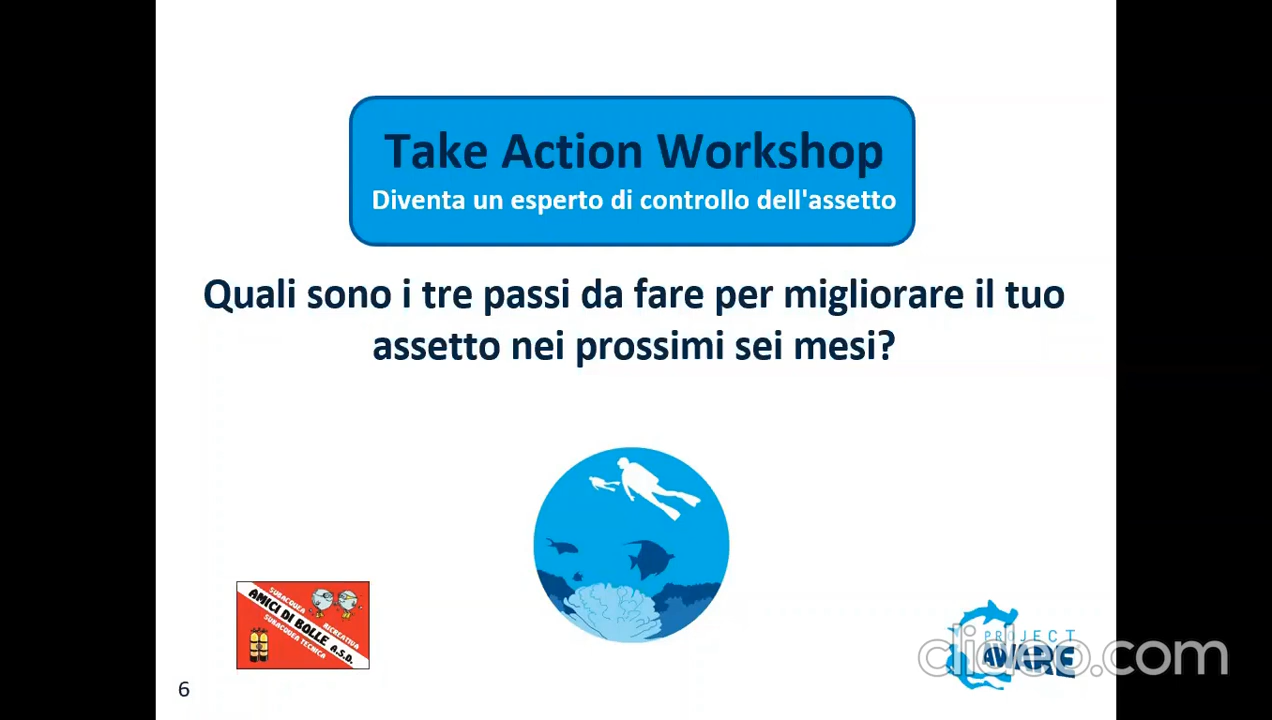 Take Action Workshop
Diventa un esperto di controllo dell'assetto
Quali sono i tre passi da fare per migliorare il tuo
assetto nei prossimi sei mesi?
SUBACQUEA
RICREATIVA
AMICI DI BOLLE A.S.D.
SUBACQUEA TECNICA
PROJECT
AWARE
clideo.com
6